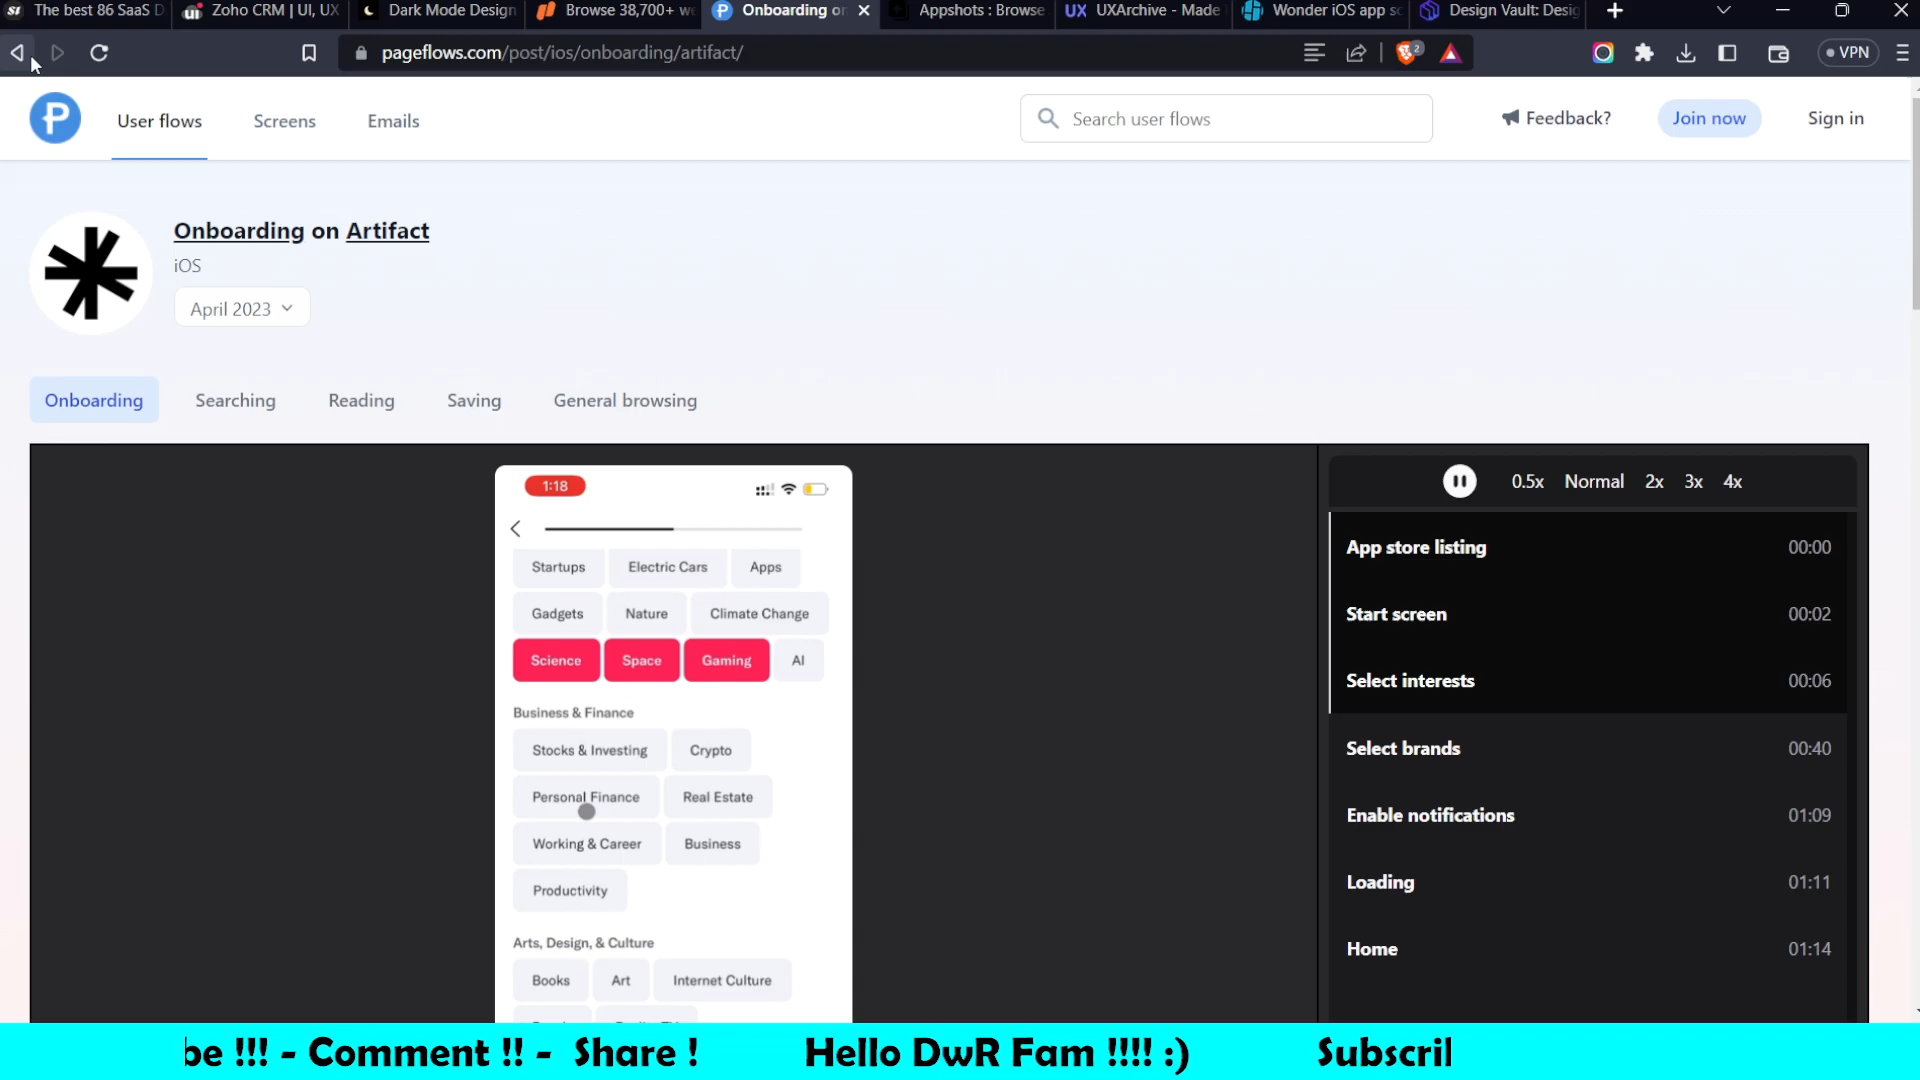 The best 86 SaaS D
Zoho CRM | UI, UX
Dark Mode Design
Browse 38,700+ we
Onboarding o
Appshots : Browse
UX UXArchive - Made
Wonder iOS app sc
Design Vault: Desig
pageflows.com/post/ios/onboarding/artifact/
2
VPN
User flows
Screens
Emails
Search user flows
Feedback?
Join now
Sign in
Onboarding on Artifact
iOS
April 2023
Onboarding
Searching
Reading
Saving
General browsing
1:18
Startups Electric Cars Apps
Gadgets Nature Climate Change
Science Space Gaming AI
Business & Finance
Stocks & Investing Crypto
Personal Finance Real Estate
Working & Career Business
Productivity
Arts, Design, & Culture
Books Art Internet Culture
0.5x Normal 2x 3x 4x
App store listing 00:00
Start screen 00:02
Select interests 00:06
Select brands 00:40
Enable notifications 01:09
Loading 01:11
Home 01:14
be !!! - Comment !! - Share ! Hello DwR Fam !!!! :) Subscril